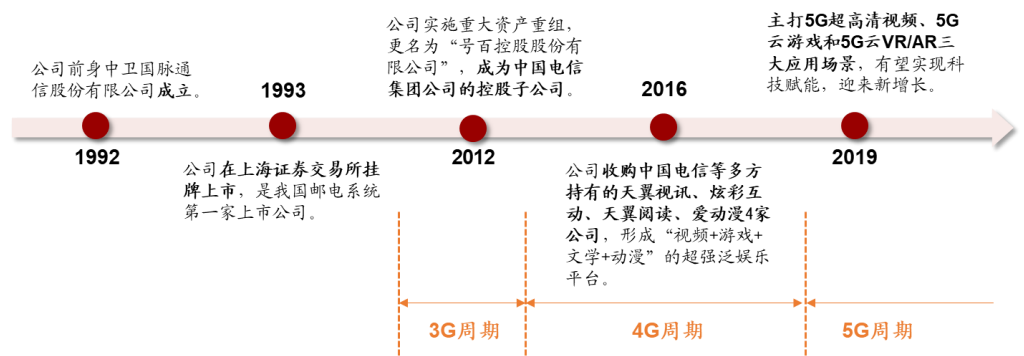 公司前身中卫国脉通
信股份有限公司成立。
1992
1993
公司在上海证券交易所挂
牌上市，是我国邮电系统
第一家上市公司。
公司实施重大资产重组，
更名为“号百控股股份有
限公司”，成为中国电信
集团公司的控股子公司。
2012
2016
公司收购中国电信等多方
持有的天翼视讯、炫彩互
动、天翼阅读、爱动漫4家
公司，形成“视频+游戏+
文学+动漫”的超强泛娱乐
平台。
主打5G超高清视频、5G
云游戏和5G云VR/AR三
大应用场景，有望实现科
技赋能，迎来新增长。
2019
3G周期
4G周期
5G周期